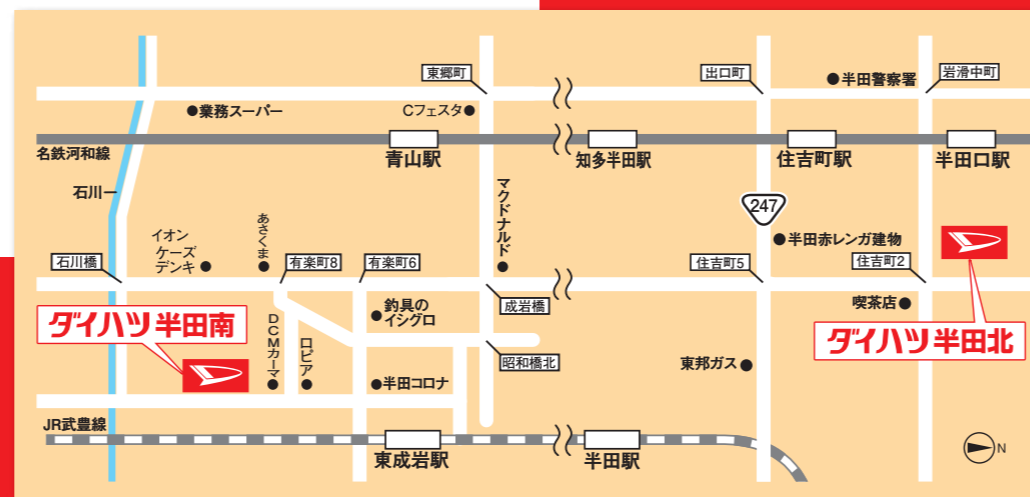 東郷町
出口町
岩滑中町
●半田警察署
●業務スーパー
Cフェスタ●
名鉄河和線
青山駅
知多半田駅
住吉町駅
半田口駅
石川
マクドナルド●
247
あさくま●
イオン
ケーズ
デンキ●
●半田赤レンガ建物
石川橋
有楽町8
有楽町6
住吉町5
住吉町2
成岩橋
喫茶店●
●釣具の
イシグロ
ダイハツ 半田南
DCMカーマ●
ロピア●
ダイハツ 半田北
昭和橋北
東邦ガス●
●半田コロナ
JR武豊線
東成岩駅
半田駅
N